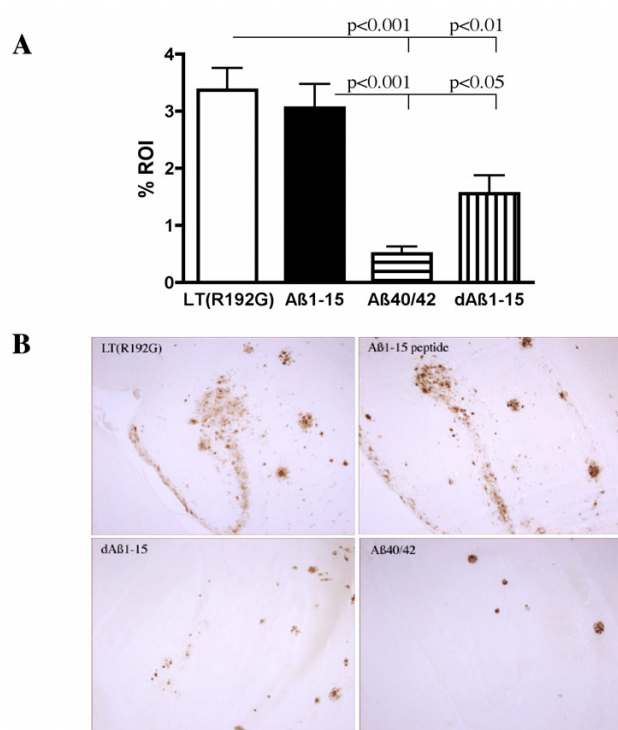 A
p<0.001 p<0.01
p<0.001 p<0.05
4
3
2
1
0
% ROI
LT(R192G) Aß1-15 Aß40/42 dAß1-15
B
LT(R192G) Aß1-15 peptide
dAß1-15 Aß40/42